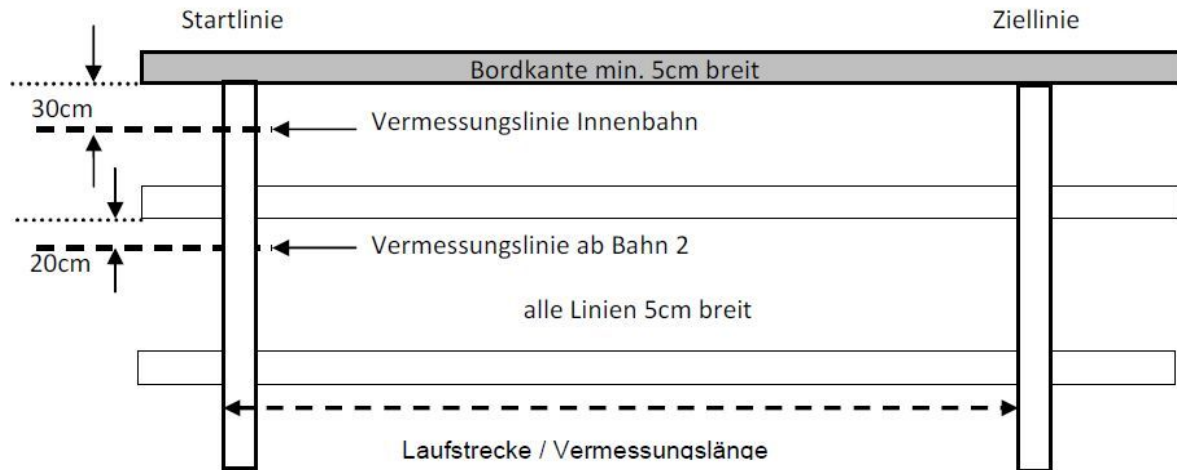 Startlinie
Ziellinie
Bordkante min. 5cm breit
30cm
Vermessungslinie Innenbahn
Vermessungslinie ab Bahn 2
20cm
alle Linien 5cm breit
Laufstrecke / Vermessungslänge